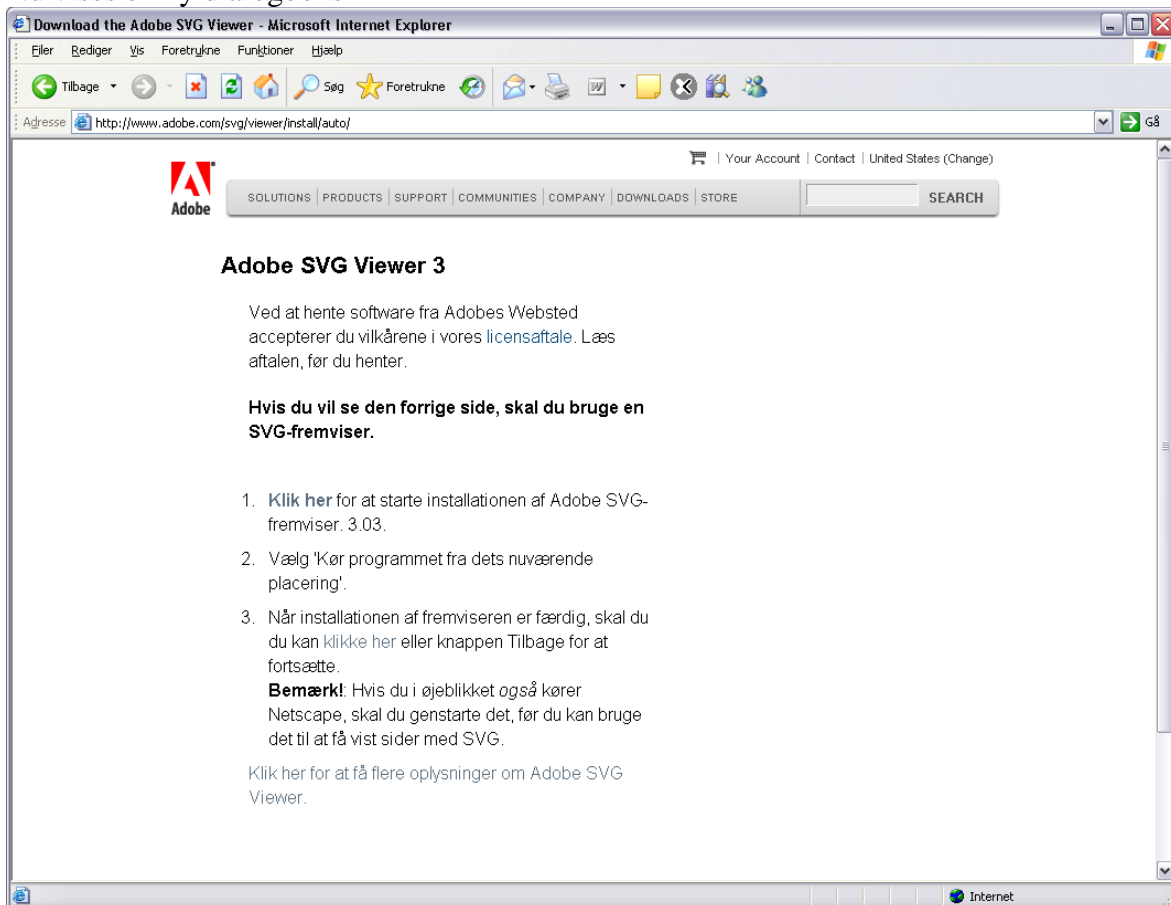 Download the Adobe SVG Viewer - Microsoft Internet Explorer
Filer Rediger Vis Foretrukne Funktioner Hjælp
Tilbage Søg Foretrukne
Adresse http://www.adobe.com/svg/viewer/install/auto/ Gå
Your Account | Contact | United States (Change)
Adobe
SOLUTIONS | PRODUCTS | SUPPORT | COMMUNITIES | COMPANY | DOWNLOADS | STORE SEARCH
Adobe SVG Viewer 3
Ved at hente software fra Adobes Websted
accepterer du vilkårene i vores licensaftale. Læs
aftalen, før du henter.
Hvis du vil se den forrige side, skal du bruge en
SVG-fremviser.
1. Klik her for at starte installationen af Adobe SVG-
fremviser. 3.03.
2. Vælg 'Kør programmet fra dets nuværende
placering'.
3. Når installationen af fremviseren er færdig, skal du
du kan klikke her eller knappen Tilbage for at
fortsætte.
Bemærk!: Hvis du i øjeblikket også kører
Netscape, skal du genstarte det, før du kan bruge
det til at få vist sider med SVG.
Klik her for at få flere oplysninger om Adobe SVG
Viewer.
Internet